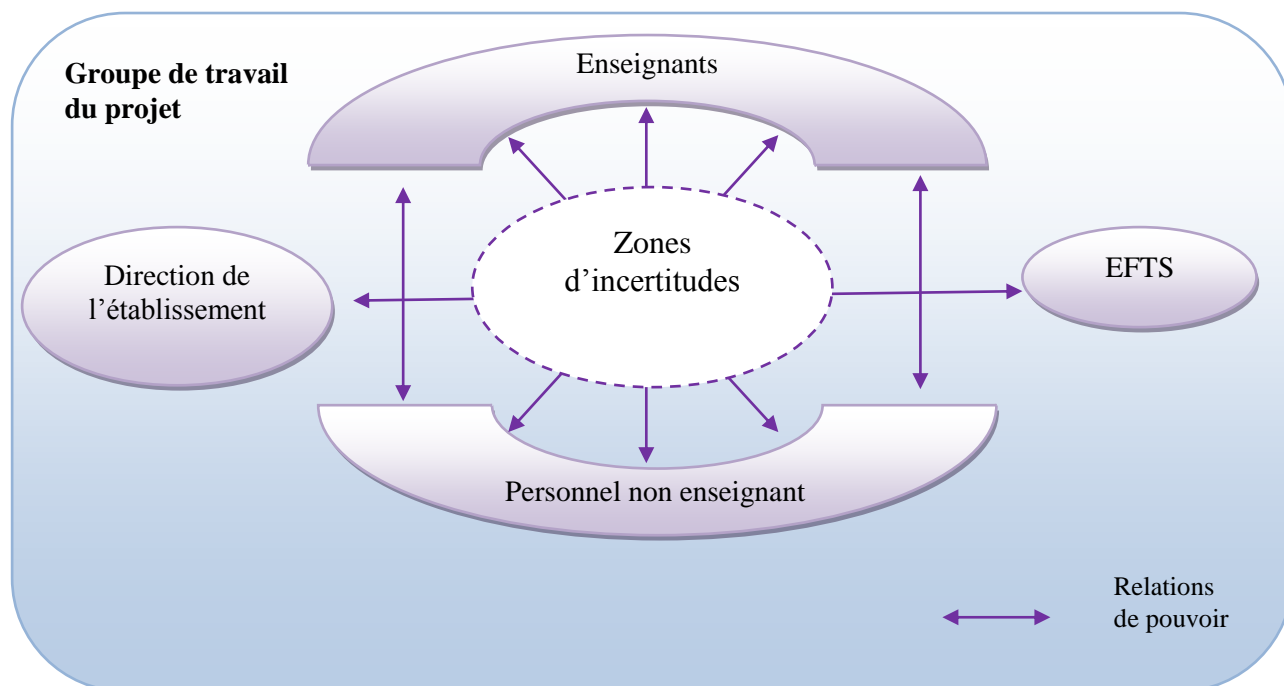 Groupe de travail
du projet
Enseignants
Zones
d’incertitudes
Direction de
l’établissement
EFTS
Personnel non enseignant
Relations
de pouvoir